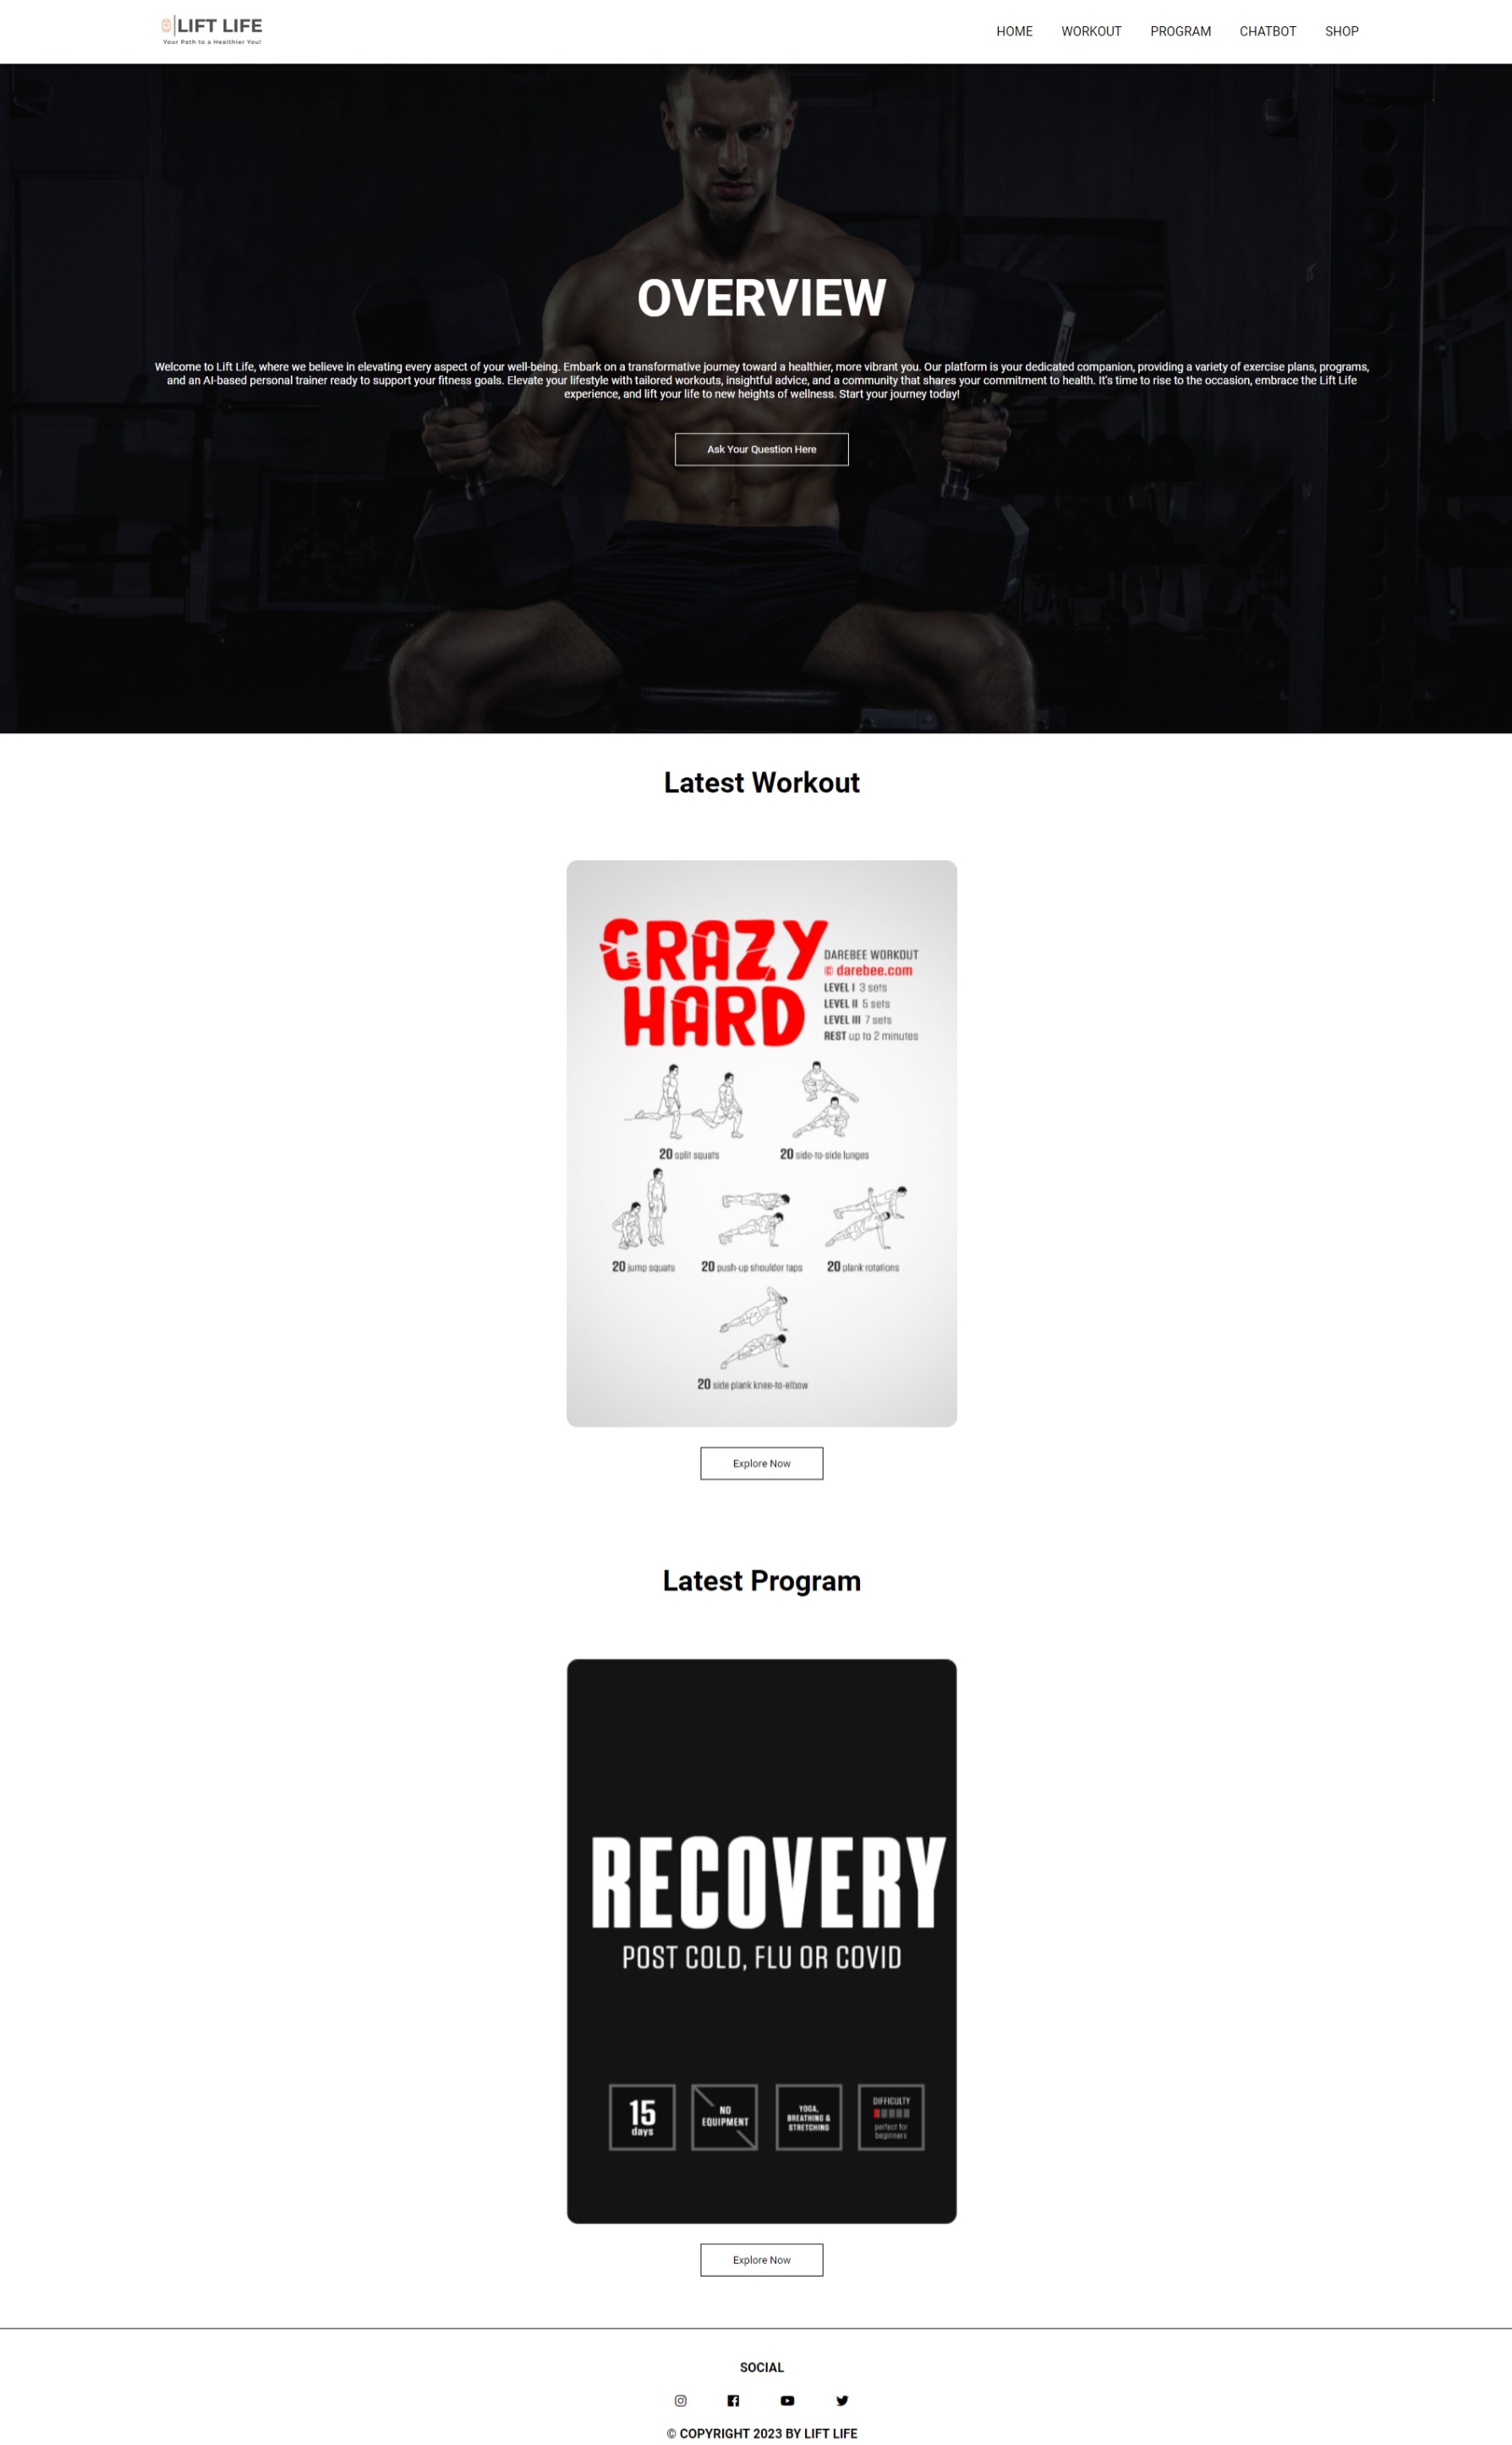 LIFT LIFE
Your Path to a Healthier You!
HOME WORKOUT PROGRAM CHATBOT SHOP
OVERVIEW
Welcome to Lift Life, where we believe in elevating every aspect of your well-being. Embark on a transformative journey toward a healthier, more vibrant you. Our platform is your dedicated companion, providing a variety of exercise plans, programs,
and an AI-based personal trainer ready to support your fitness goals. Elevate your lifestyle with tailored workouts, insightful advice, and a community that shares your commitment to health. It's time to rise to the occasion, embrace the Lift Life
experience, and lift your life to new heights of wellness. Start your journey today!
Ask Your Question Here
Latest Workout
CRAZY
HARD
DAREBEE WORKOUT
© darebee.com
LEVEL I 3 sets
LEVEL II 5 sets
LEVEL III 7 sets
REST up to 2 minutes
20 split squats
20 side-to-side lunges
20 jump squats
20 push-up shoulder taps
20 plank rotations
20 side plank knee-to-elbow
Explore Now
Latest Program
RECOVERY
POST COLD, FLU OR COVID
15
days
NO
EQUIPMENT
YOGA,
BREATHING &
STRETCHING
DIFFICULTY
perfect for
beginners
Explore Now
SOCIAL
© COPYRIGHT 2023 BY LIFT LIFE